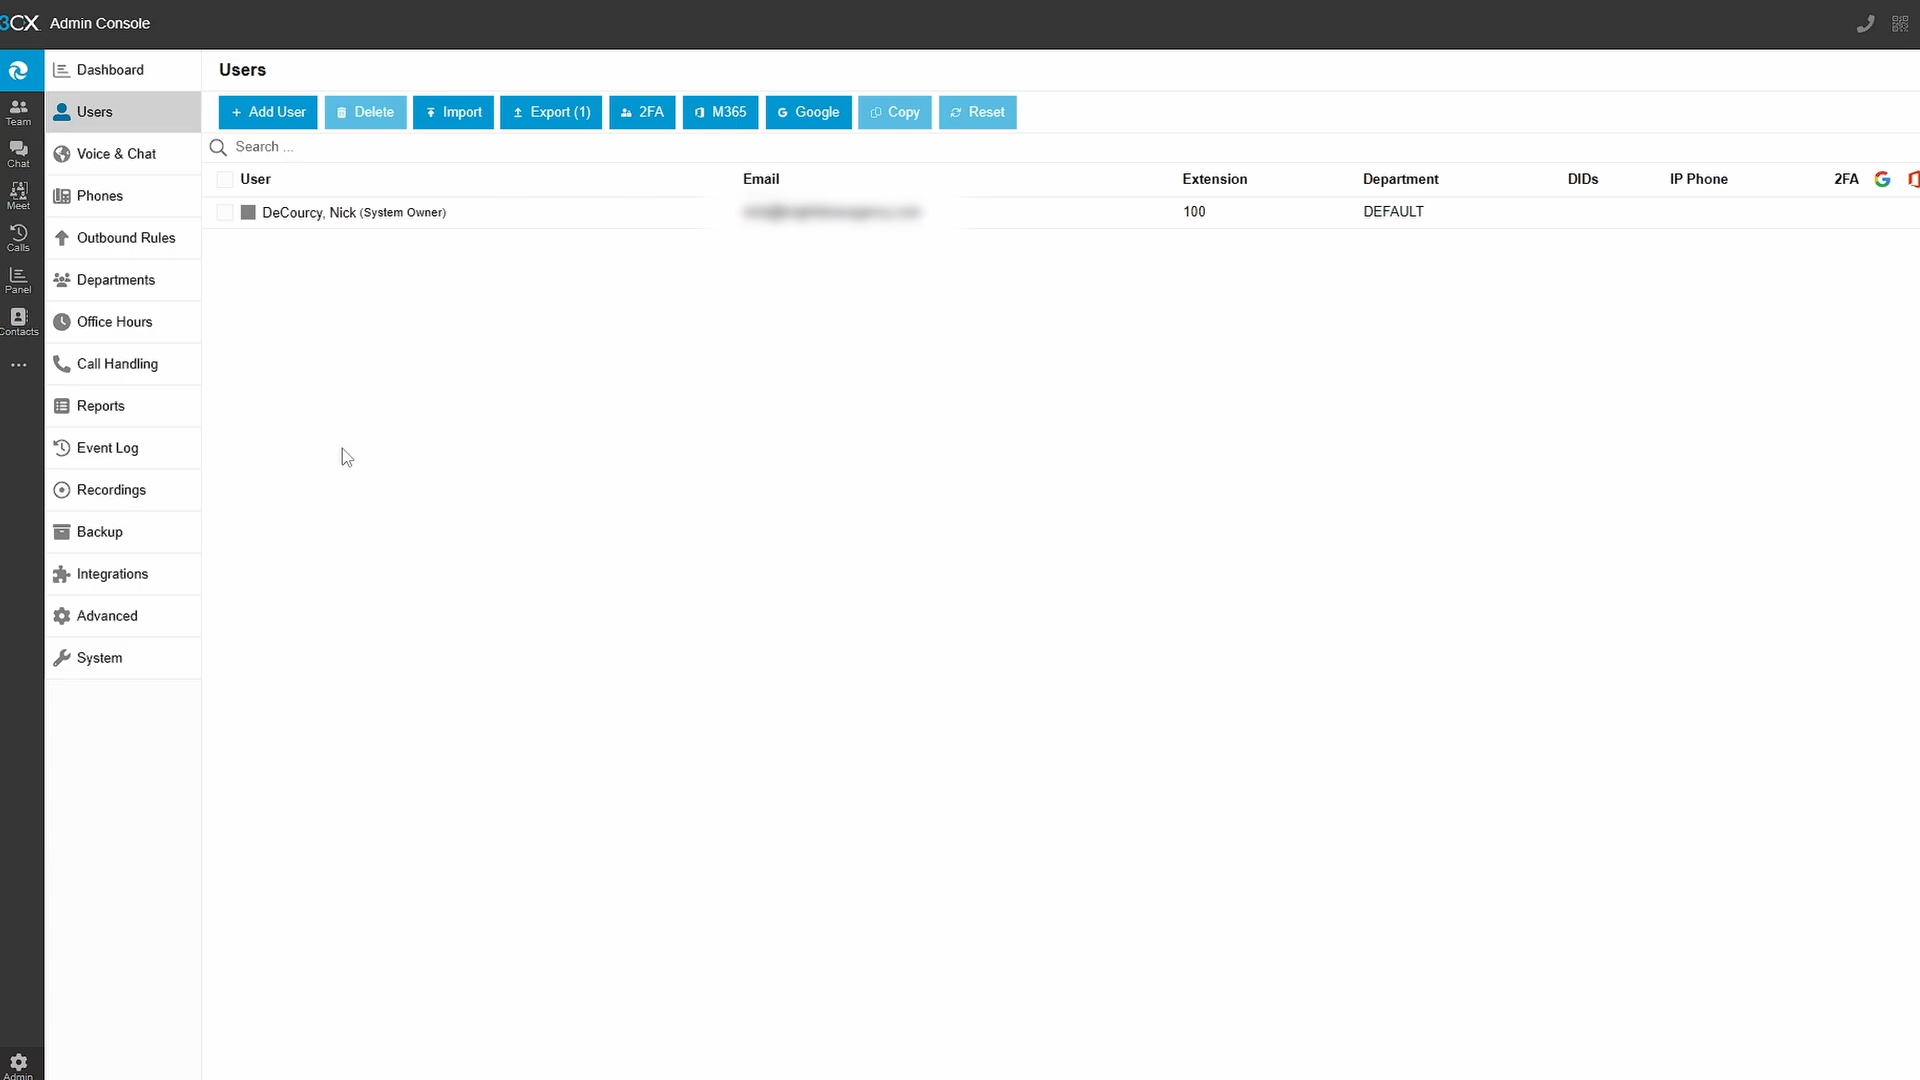 3CX Admin Console
Team
Chat
Meet
Calls
Panel
Contacts
Admin
Dashboard
Users
Voice & Chat
Phones
Outbound Rules
Departments
Office Hours
Call Handling
Reports
Event Log
Recordings
Backup
Integrations
Advanced
System
Users
+ Add User Delete Import Export (1) 2FA M365 G Google Copy Reset
Search ...
User Email Extension Department DIDs IP Phone 2FA
DeCourcy, Nick (System Owner) 100 DEFAULT